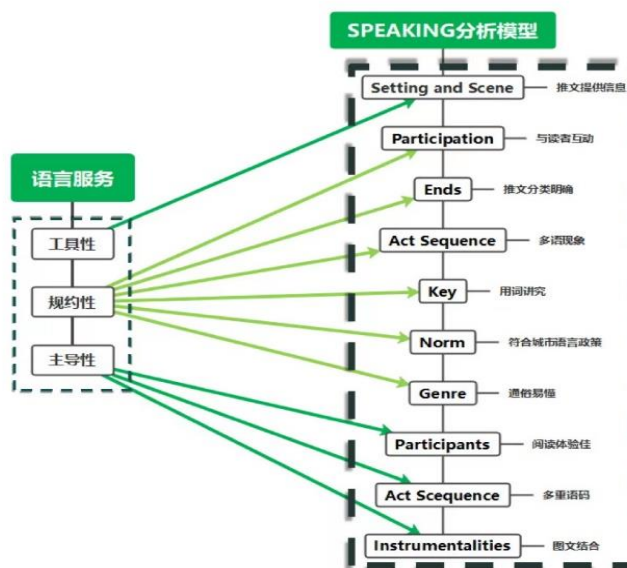 SPEAKING分析模型
Setting and Scene 推文提供信息
Participation 与读者互动
语言服务
Ends 推文分类明确
工具性
Act Sequence 多语现象
规约性
Key 用词讲究
主导性
Norm 符合城市语言政策
Genre 通俗易懂
Participants 阅读体验佳
Act Scequence 多重语码
Instrumentalities 图文结合